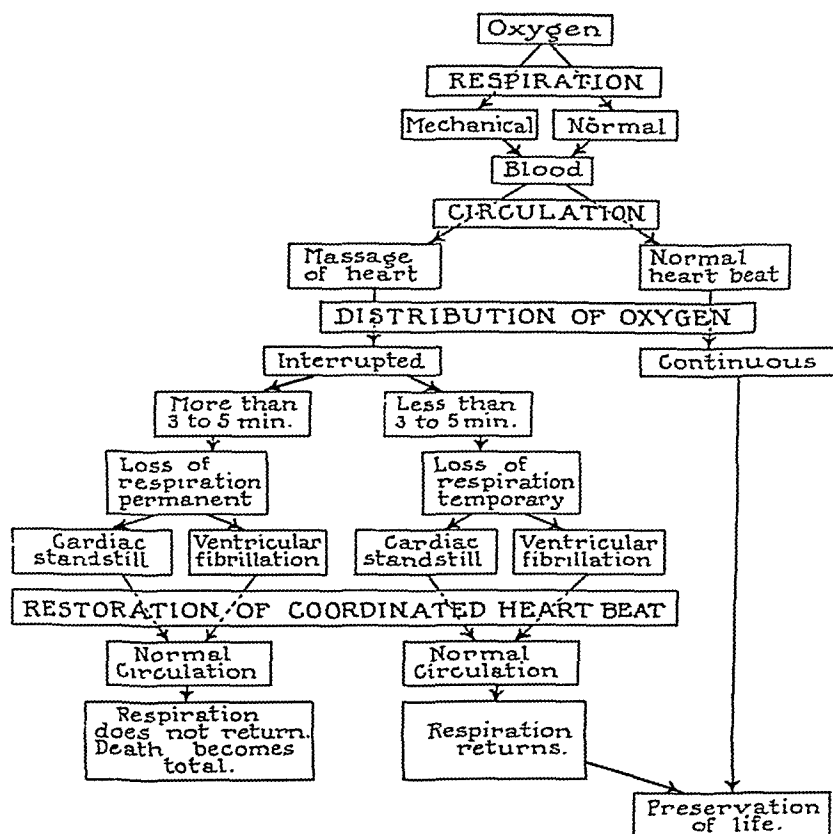 Oxygen
RESPIRATION
Mechanical
Normal
Blood
CIRCULATION
Massage
of heart
Normal
heart beat
DISTRIBUTION OF OXYGEN
Interrupted
Continuous
More than
3 to 5 min.
Less than
3 to 5 min.
Loss of
respiration
permanent
Loss of
respiration
temporary
Cardiac
standstill
Ventricular
fibrillation
Cardiac
standstill
Ventricular
fibrillation
RESTORATION OF COORDINATED HEART BEAT
Normal
Circulation
Normal
Circulation
Respiration
does not return.
Death becomes
total.
Respiration
returns.
Preservation
of life.